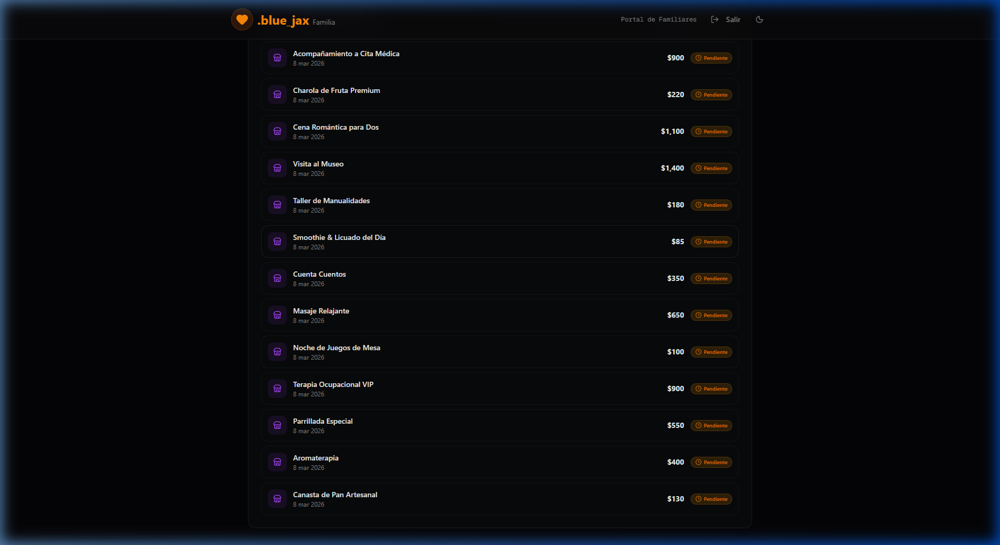 .blue_jax Familia
Portal de Familiares
Salir
Acompañamiento a Cita Médica
8 mar 2026
$900
Pendiente
Charola de Fruta Premium
8 mar 2026
$220
Pendiente
Cena Romántica para Dos
8 mar 2026
$1,100
Pendiente
Visita al Museo
8 mar 2026
$1,400
Pendiente
Taller de Manualidades
8 mar 2026
$180
Pendiente
Smoothie & Licuado del Día
8 mar 2026
$85
Pendiente
Cuenta Cuentos
8 mar 2026
$350
Pendiente
Masaje Relajante
8 mar 2026
$650
Pendiente
Noche de Juegos de Mesa
8 mar 2026
$100
Pendiente
Terapia Ocupacional VIP
8 mar 2026
$900
Pendiente
Parrillada Especial
8 mar 2026
$550
Pendiente
Aromaterapia
8 mar 2026
$400
Pendiente
Canasta de Pan Artesanal
8 mar 2026
$130
Pendiente